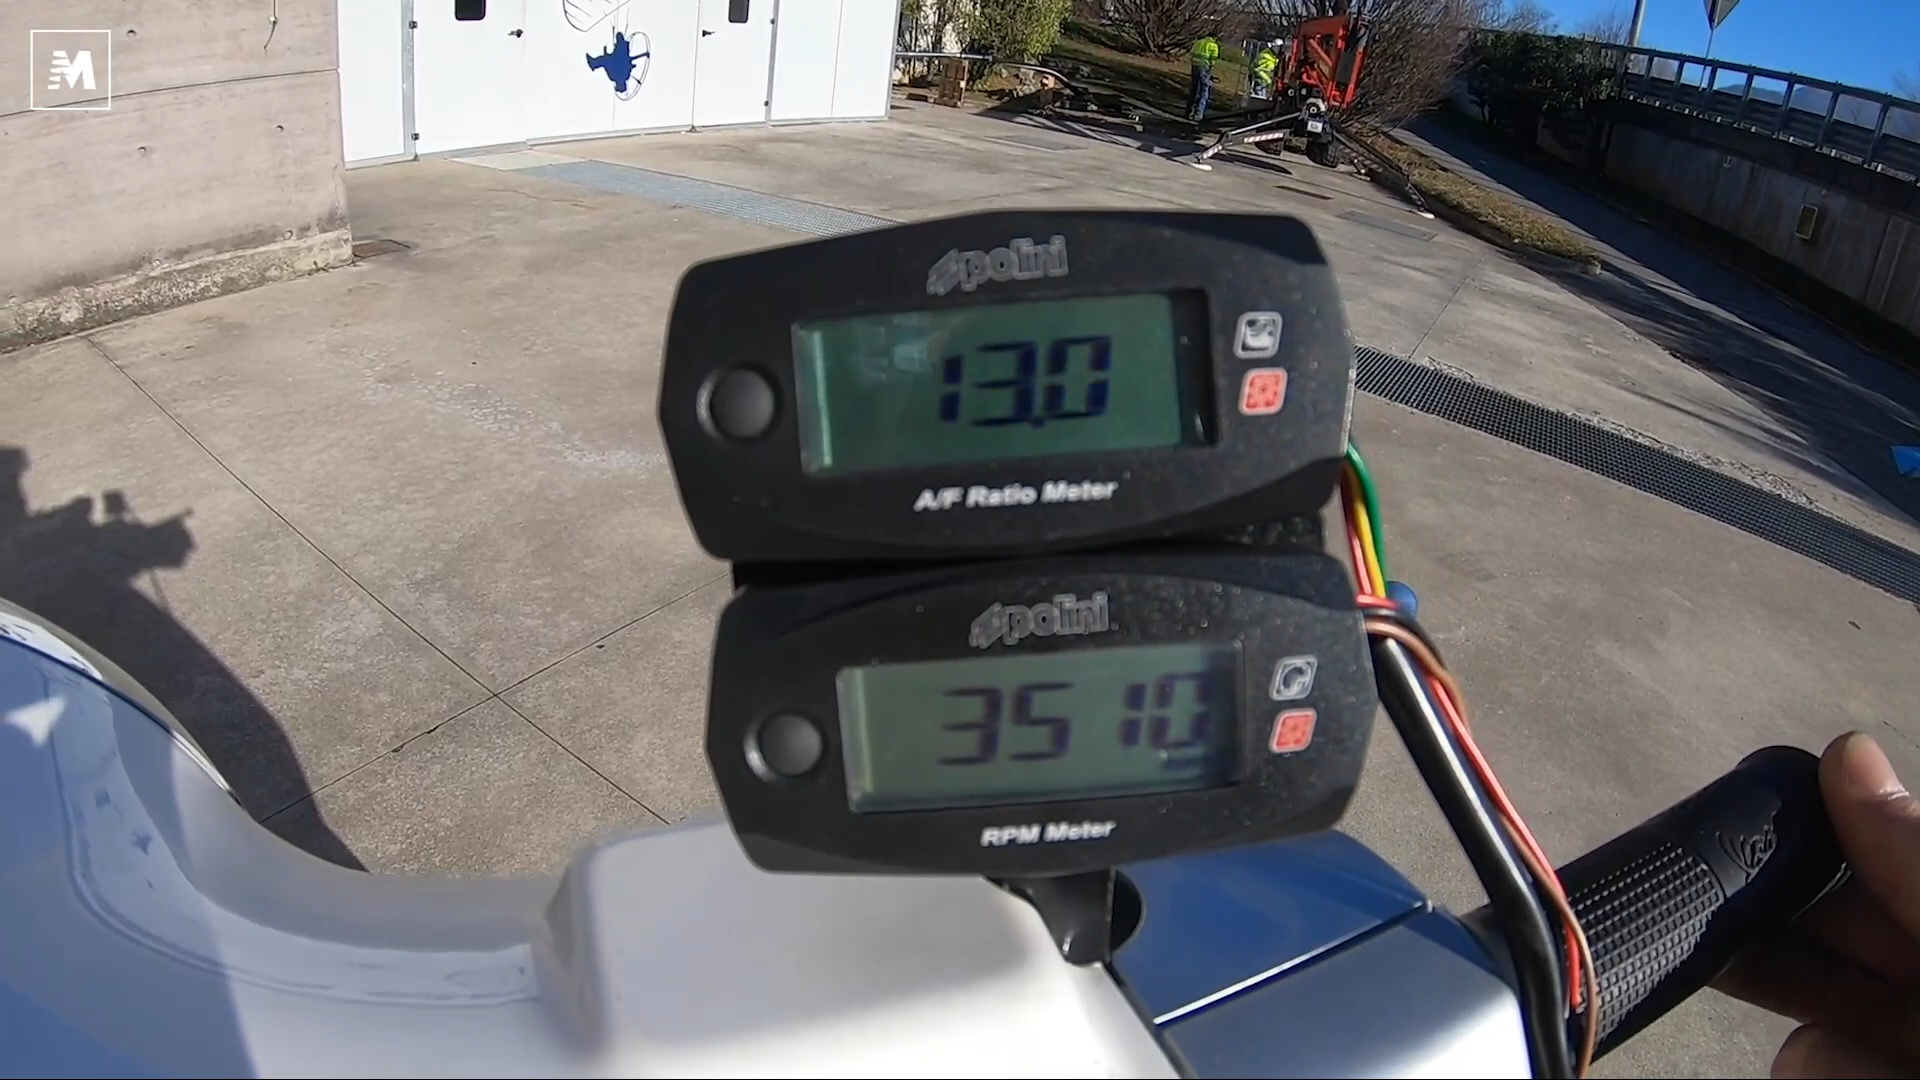 M
polini
13.0
A/F Ratio Meter
polini
3510
RPM Meter